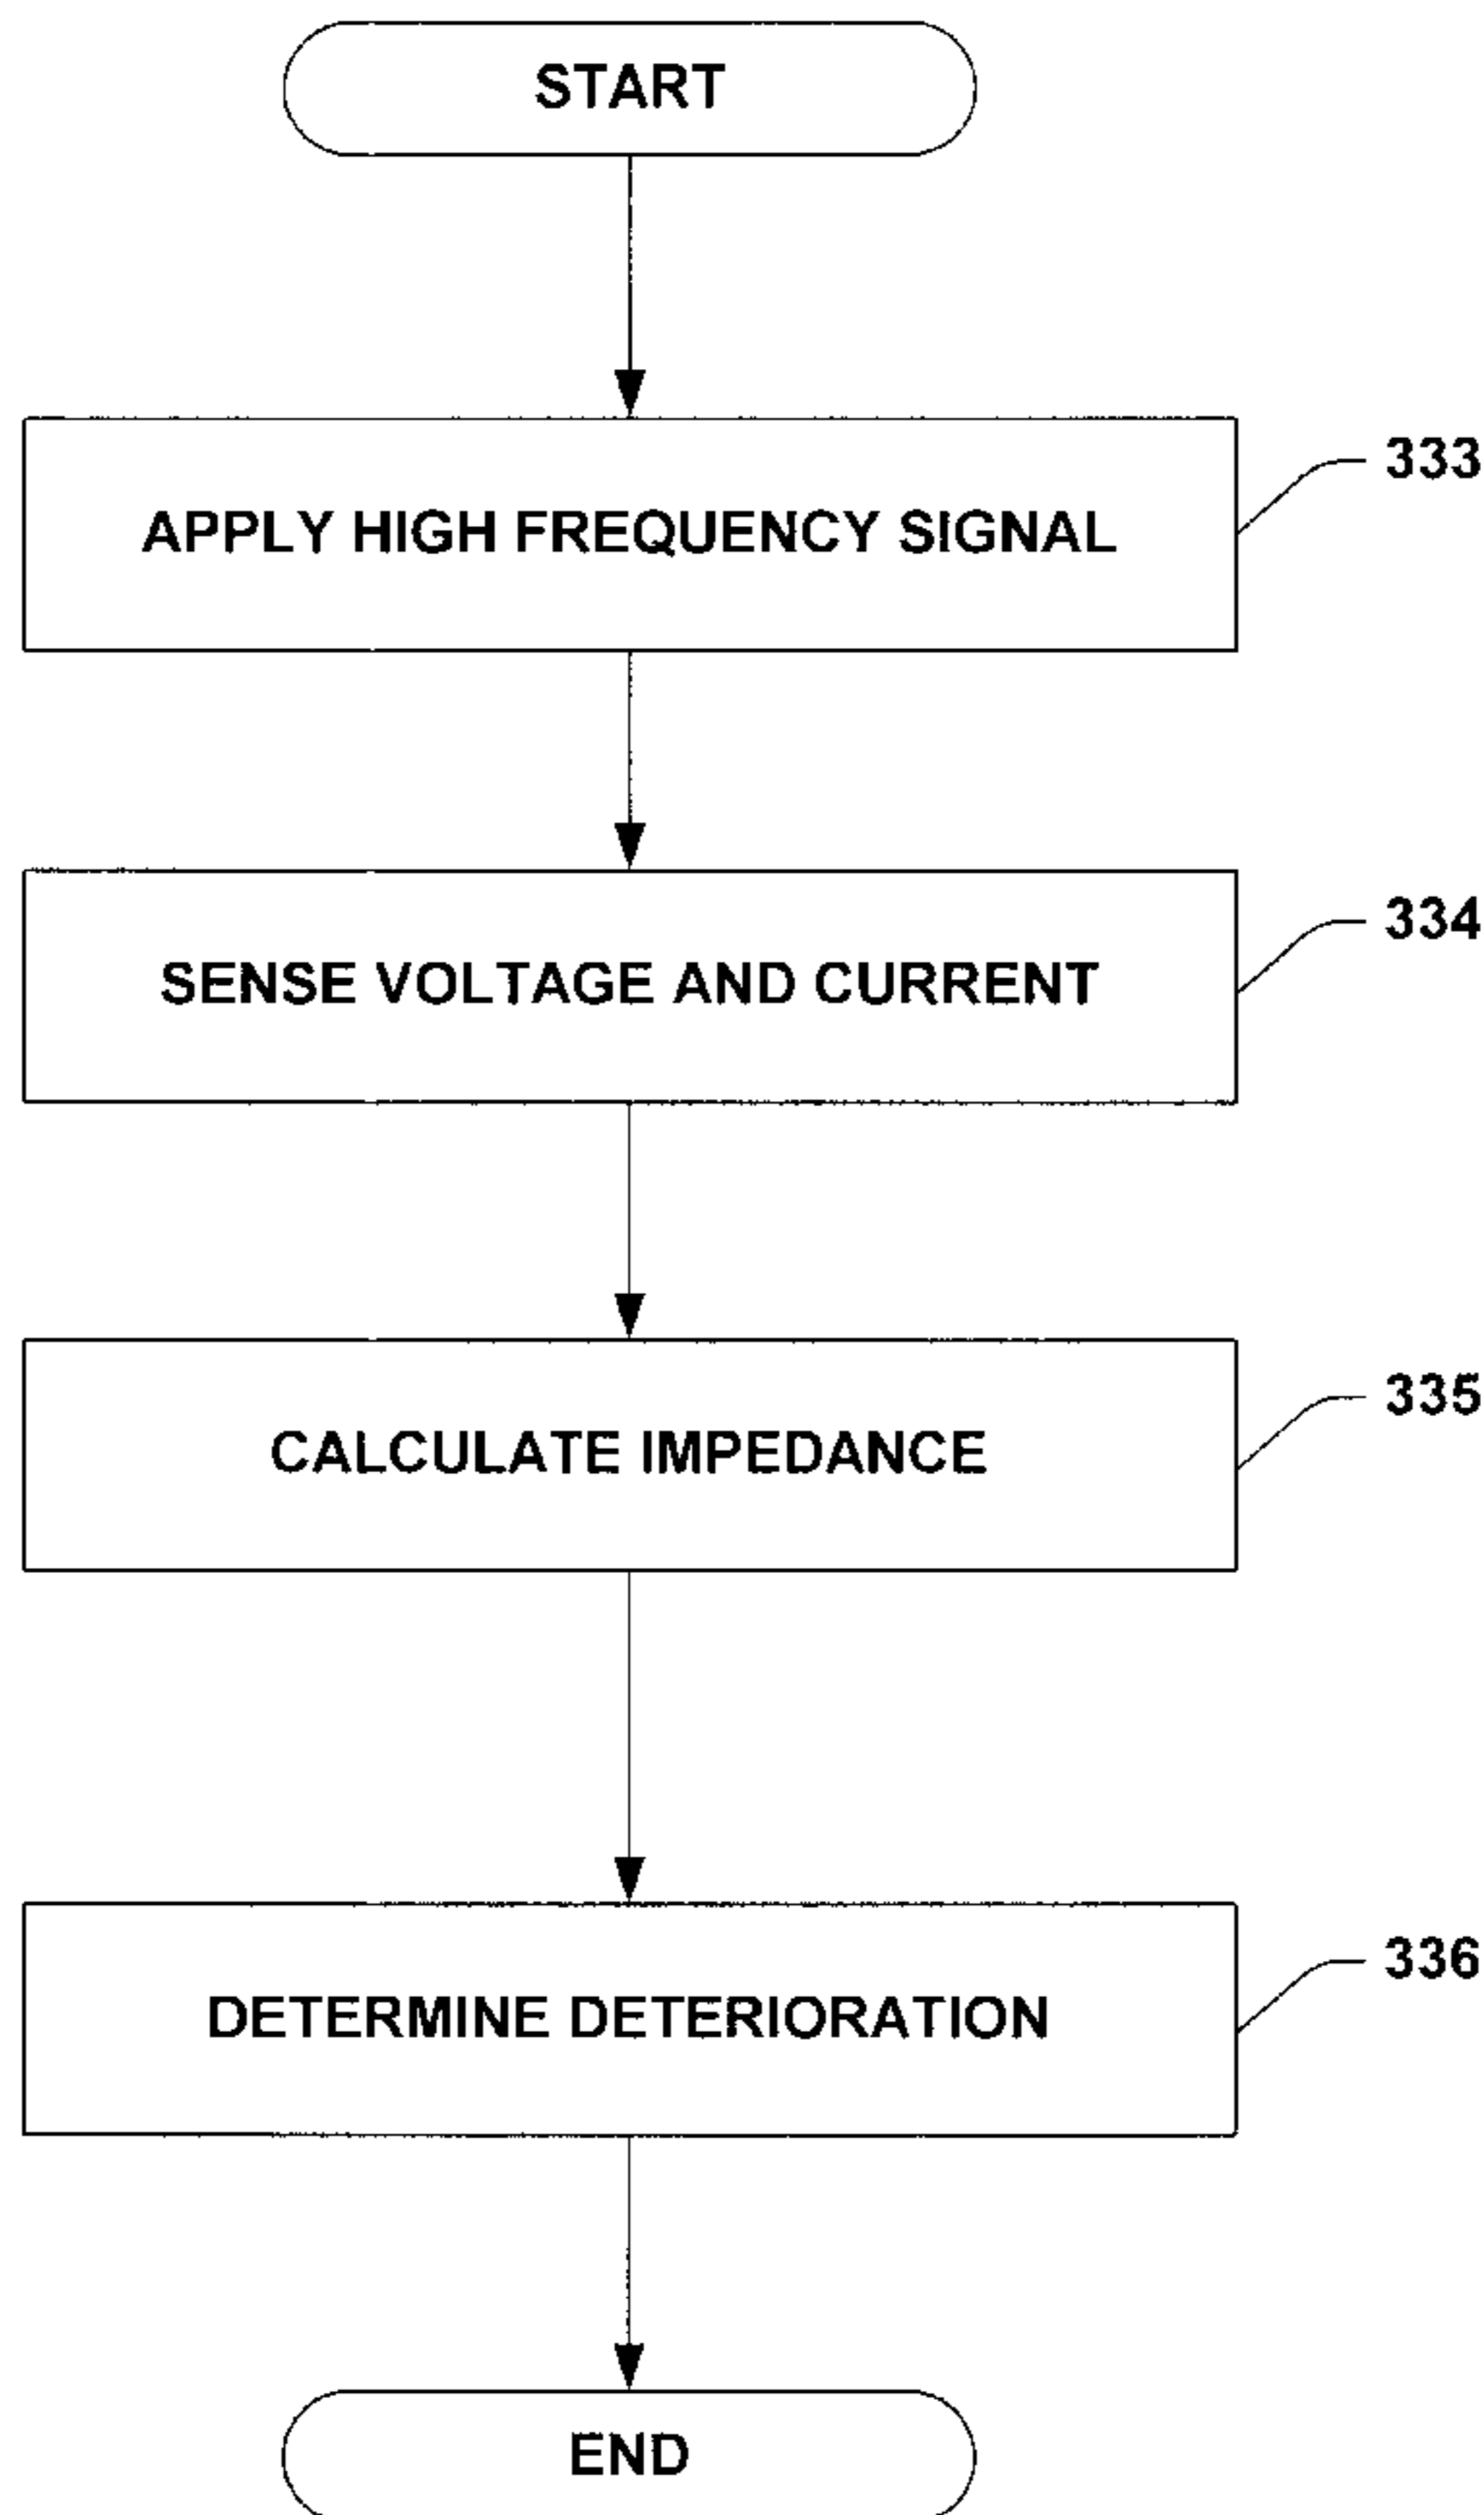 START
APPLY HIGH FREQUENCY SIGNAL
333
SENSE VOLTAGE AND CURRENT
334
CALCULATE IMPEDANCE
335
DETERMINE DETERIORATION
336
END